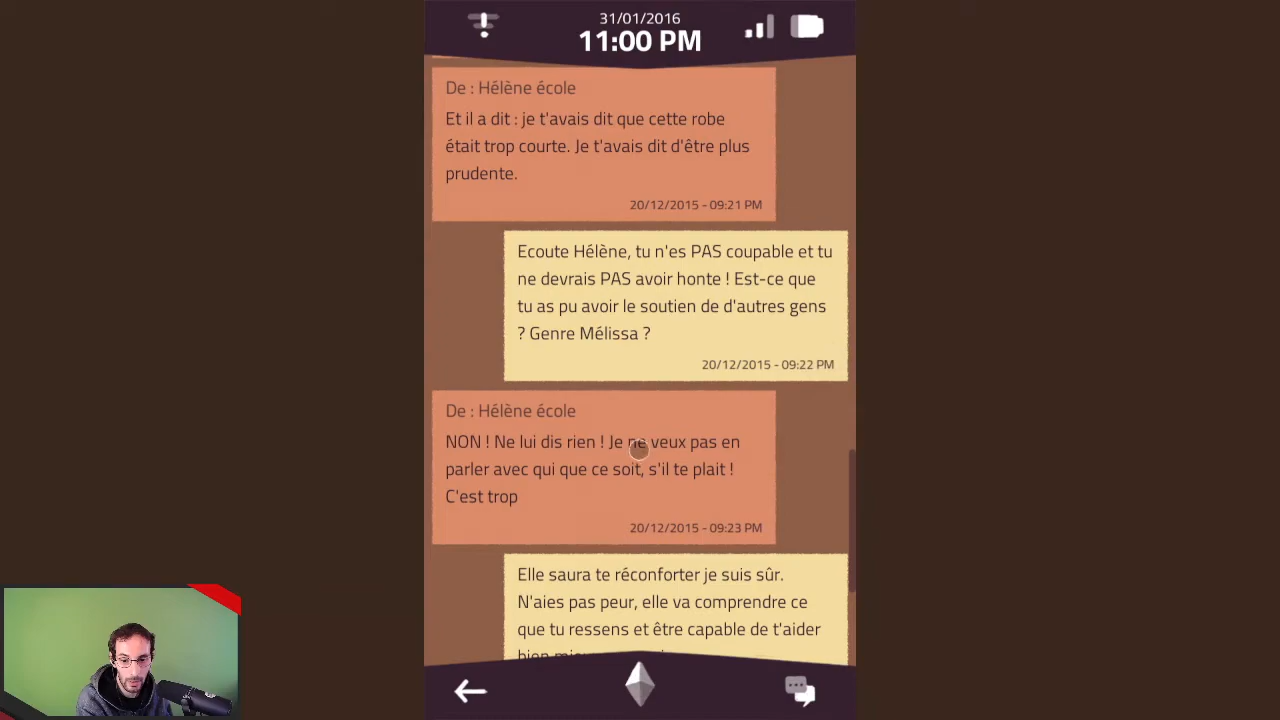 31/01/2016
11:00 PM
De : Hélène école
Et il a dit : je t'avais dit que cette robe
était trop courte. Je t'avais dit d'être plus
prudente.
20/12/2015 - 09:21 PM
Ecoute Hélène, tu n'es PAS coupable et tu
ne devrais PAS avoir honte ! Est-ce que
tu as pu avoir le soutien de d'autres gens
? Genre Mélissa ?
20/12/2015 - 09:22 PM
De : Hélène école
NON ! Ne lui dis rien ! Je ne veux pas en
parler avec qui que ce soit, s'il te plait !
C'est trop
20/12/2015 - 09:23 PM
Elle saura te réconforter je suis sûr.
N'aies pas peur, elle va comprendre ce
que tu ressens et être capable de t'aider
bien